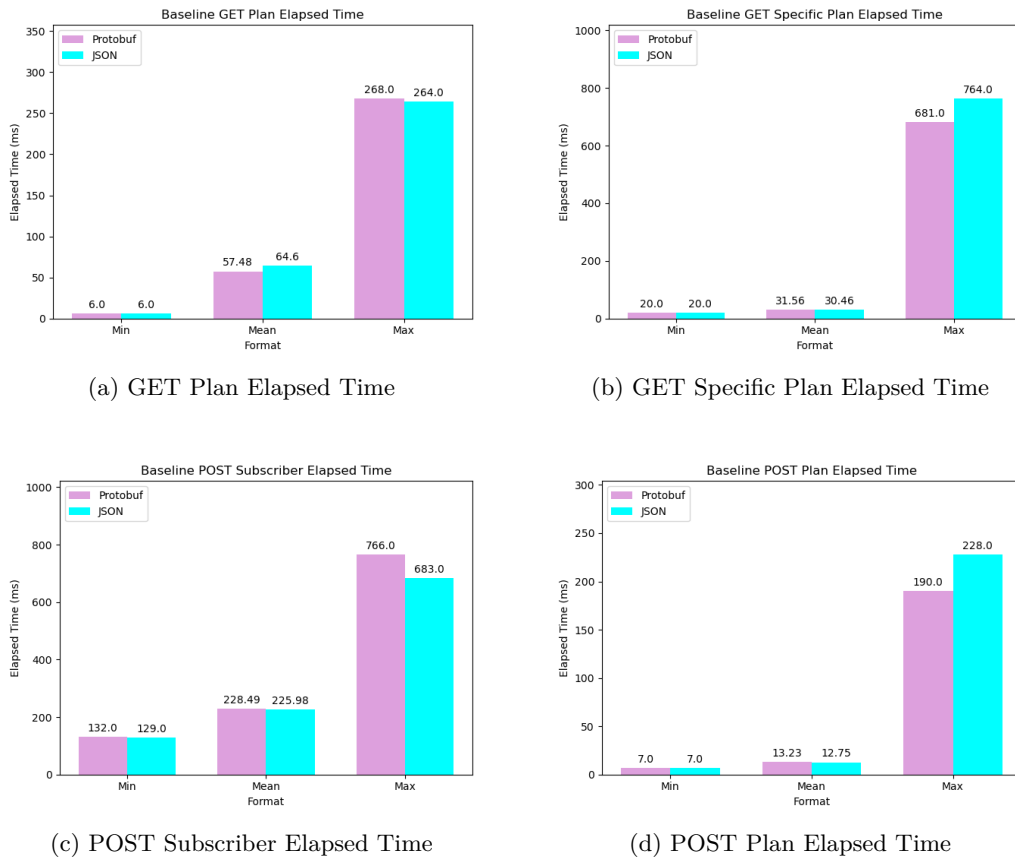 Baseline GET Plan Elapsed Time
Protobuf
JSON
Elapsed Time (ms)
350
300
250
200
150
100
50
0
6.0 6.0
57.48 64.6
268.0 264.0
Min Mean Max
Format
(a) GET Plan Elapsed Time
Baseline GET Specific Plan Elapsed Time
Protobuf
JSON
Elapsed Time (ms)
1000
800
600
400
200
0
20.0 20.0
31.56 30.46
681.0 764.0
Min Mean Max
Format
(b) GET Specific Plan Elapsed Time
Baseline POST Subscriber Elapsed Time
Protobuf
JSON
Elapsed Time (ms)
1000
800
600
400
200
0
132.0 129.0
228.49 225.98
766.0 683.0
Min Mean Max
Format
(c) POST Subscriber Elapsed Time
Baseline POST Plan Elapsed Time
Protobuf
JSON
Elapsed Time (ms)
300
250
200
150
100
50
0
7.0 7.0
13.23 12.75
190.0 228.0
Min Mean Max
Format
(d) POST Plan Elapsed Time